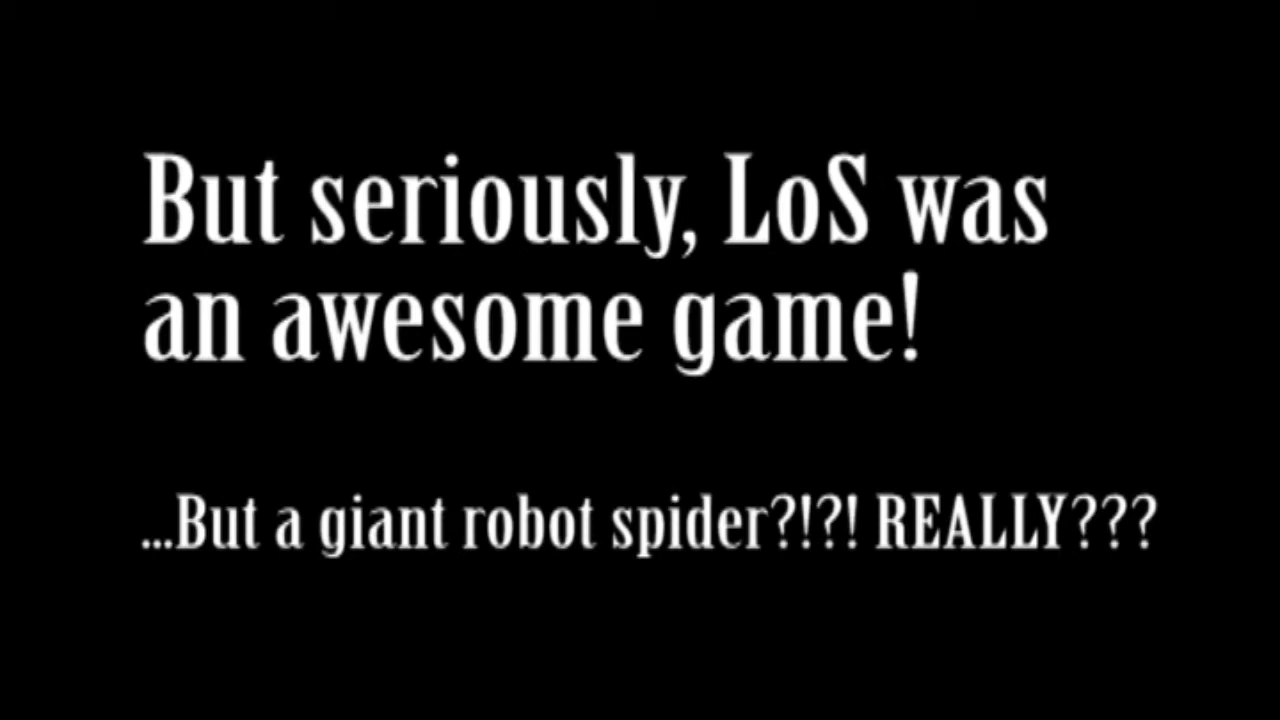 But seriously, LoS was
an awesome game!
...But a giant robot spider?!?! REALLY???